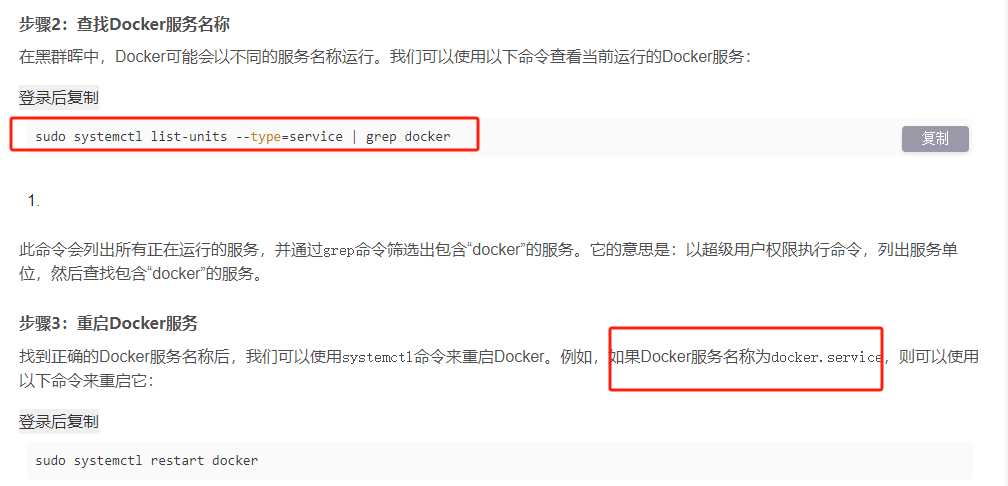 步骤2：查找Docker服务名称
在黑群晖中，Docker可能会以不同的服务名称运行。我们可以使用以下命令查看当前运行的Docker服务：
登录后复制
sudo systemctl list-units --type=service | grep docker
复制
1.
此命令会列出所有正在运行的服务，并通过grep命令筛选出包含“docker”的服务。它的意思是：以超级用户权限执行命令，列出服务单
位，然后查找包含“docker”的服务。
步骤3：重启Docker服务
找到正确的Docker服务名称后，我们可以使用systemctl命令来重启Docker。例如，如果Docker服务名称为docker.service，则可以使用
以下命令来重启它：
登录后复制
sudo systemctl restart docker